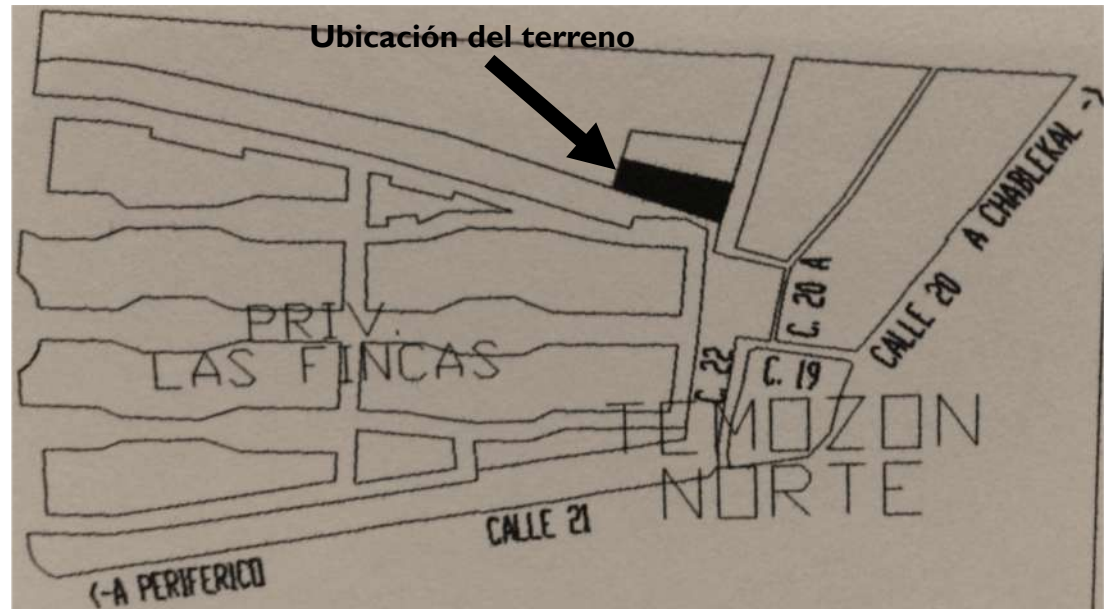 Ubicación del terreno
A CHABLEKAL ->
CALLE 20
C. 20 A
PRIV.
LAS FINCAS
C. 22
C. 19
TEMOZON
NORTE
CALLE 21
<-A PERIFERICO